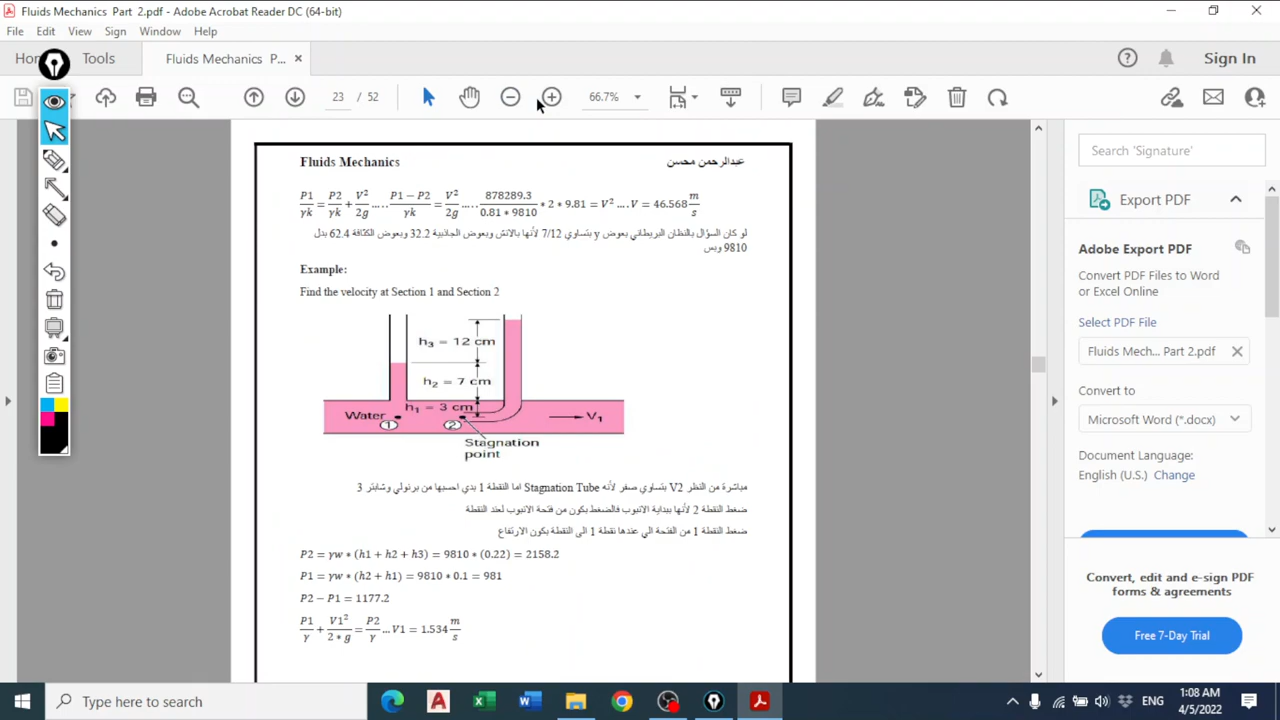 Fluids Mechanics Part 2.pdf - Adobe Acrobat Reader DC (64-bit)
File Edit View Sign Window Help
Tools
Fluids Mechanics P... ×
Sign In
23 / 52
66.7%
Fluids Mechanics
عبدالرحمن محسن
P1/γk = P2/γk + V²/2g ..... (P1−P2)/γk = V²/2g ..... 878289.3/(0.81∗9810) ∗ 2 ∗ 9.81 = V² .... V = 46.568 m/s
لو كان السؤال بالنظان البريطاني بعوض y بتساوي 7/12 لأنها بالانش وبعوض الجاذبية 32.2 وبعوض الكثافة 62.4 بدل
9810 وبس
Example:
Find the velocity at Section 1 and Section 2
h₃ = 12 cm
h₂ = 7 cm
h₁ = 3 cm
Water
1
2
V₁
Stagnation
point
مباشرة من النظر V2 بتساوي صفر لأنه Stagnation Tube اما النقطة 1 بدي احسبها من برنولي وشابتر 3
ضغط النقطة 2 لأنها ببداية الانبوب فالضغط بكون من فتحة الانبوب لعند النقطة
ضغط النقطة 1 من الفتحة الي عندها نقطة 1 الى النقطة بكون الارتفاع
P2 = γw ∗ (h1 + h2 + h3) = 9810 ∗ (0.22) = 2158.2
P1 = γw ∗ (h2 + h1) = 9810 ∗ 0.1 = 981
P2 − P1 = 1177.2
P1/γ + V1²/(2∗g) = P2/γ ... V1 = 1.534 m/s
Search 'Signature'
Export PDF
Adobe Export PDF
Convert PDF Files to Word
or Excel Online
Select PDF File
Fluids Mech... Part 2.pdf
Convert to
Microsoft Word (*.docx)
Document Language:
English (U.S.) Change
Convert, edit and e-sign PDF
forms & agreements
Free 7-Day Trial
Type here to search
ENG
1:08 AM
4/5/2022